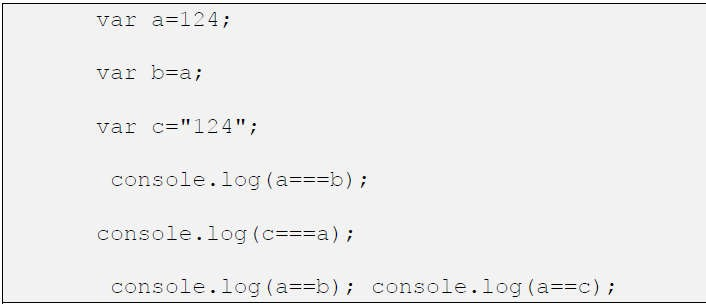 var a=124;
var b=a;
var c="124";
console.log(a===b);
console.log(c===a);
console.log(a==b); console.log(a==c);